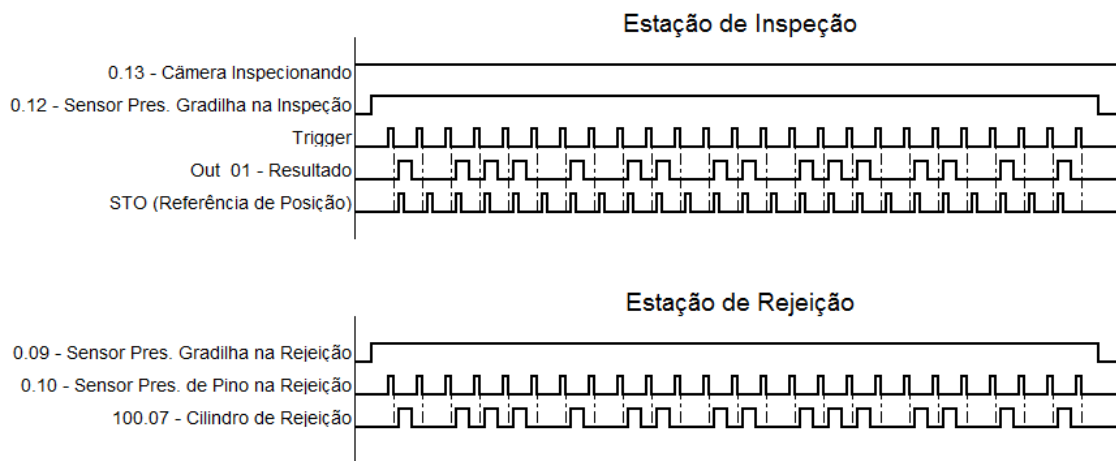 Estação de Inspeção
0.13 - Câmera Inspecionando
0.12 - Sensor Pres. Gradilha na Inspeção
Trigger
Out 01 - Resultado
STO (Referência de Posição)
Estação de Rejeição
0.09 - Sensor Pres. Gradilha na Rejeição
0.10 - Sensor Pres. de Pino na Rejeição
100.07 - Cilindro de Rejeição